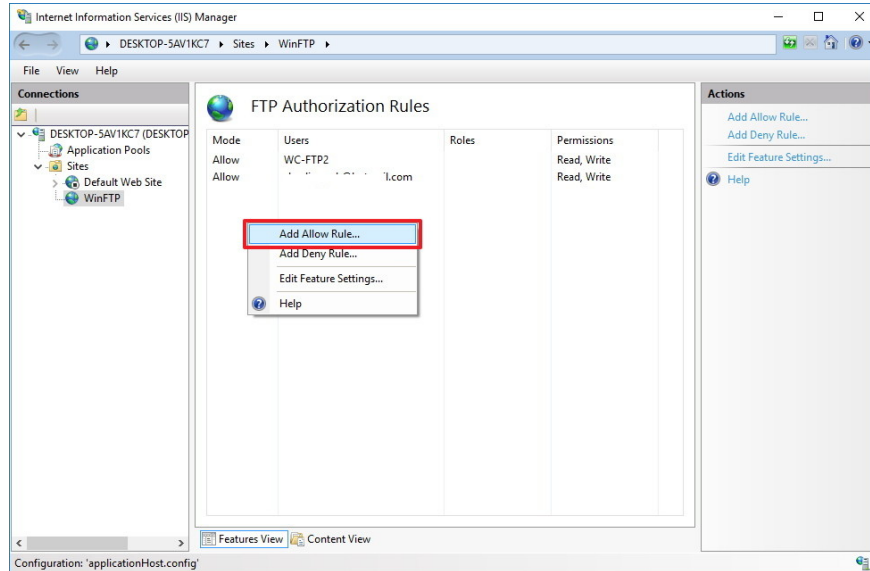 Internet Information Services (IIS) Manager
DESKTOP-5AV1KC7 Sites WinFTP
File View Help
Connections
DESKTOP-5AV1KC7 (DESKTOP
Application Pools
Sites
Default Web Site
WinFTP
FTP Authorization Rules
Mode Users Roles Permissions
Allow WC-FTP2 Read, Write
Allow l.com Read, Write
Add Allow Rule...
Add Deny Rule...
Edit Feature Settings...
Help
Features View Content View
Actions
Add Allow Rule...
Add Deny Rule...
Edit Feature Settings...
Help
Configuration: 'applicationHost.config'